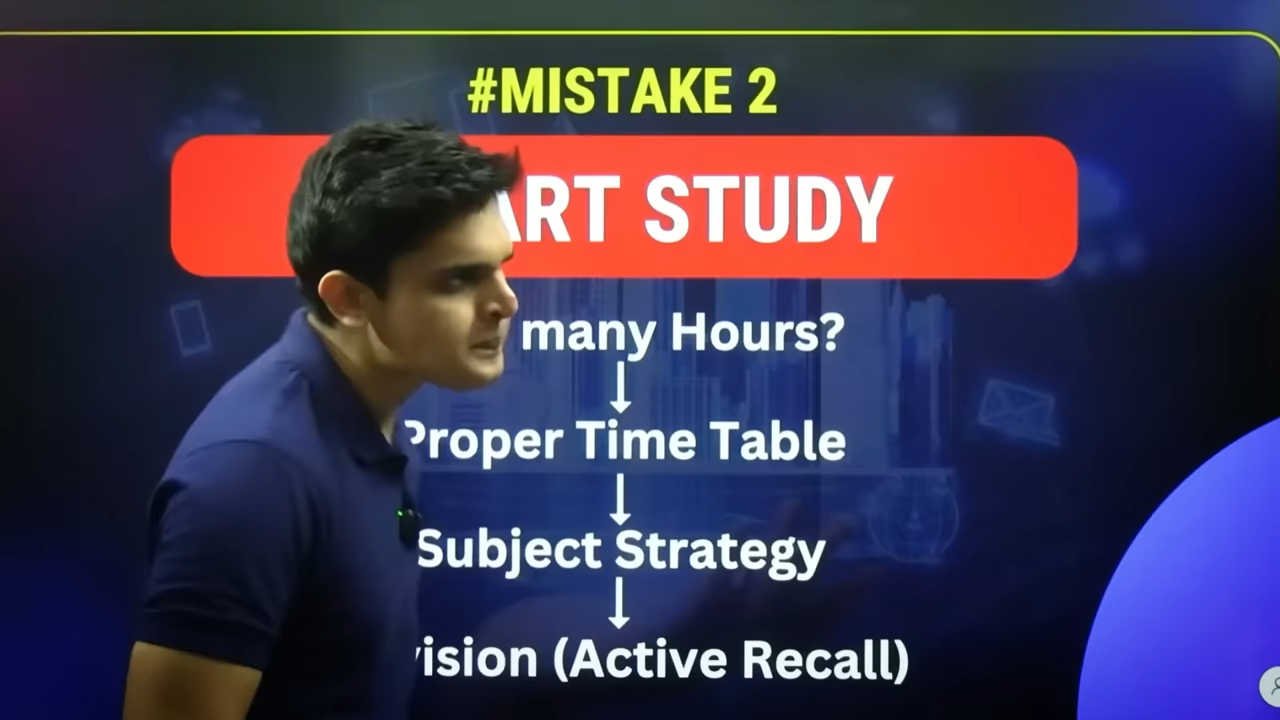 #MISTAKE 2
ART STUDY
many Hours?
Proper Time Table
Subject Strategy
vision (Active Recall)